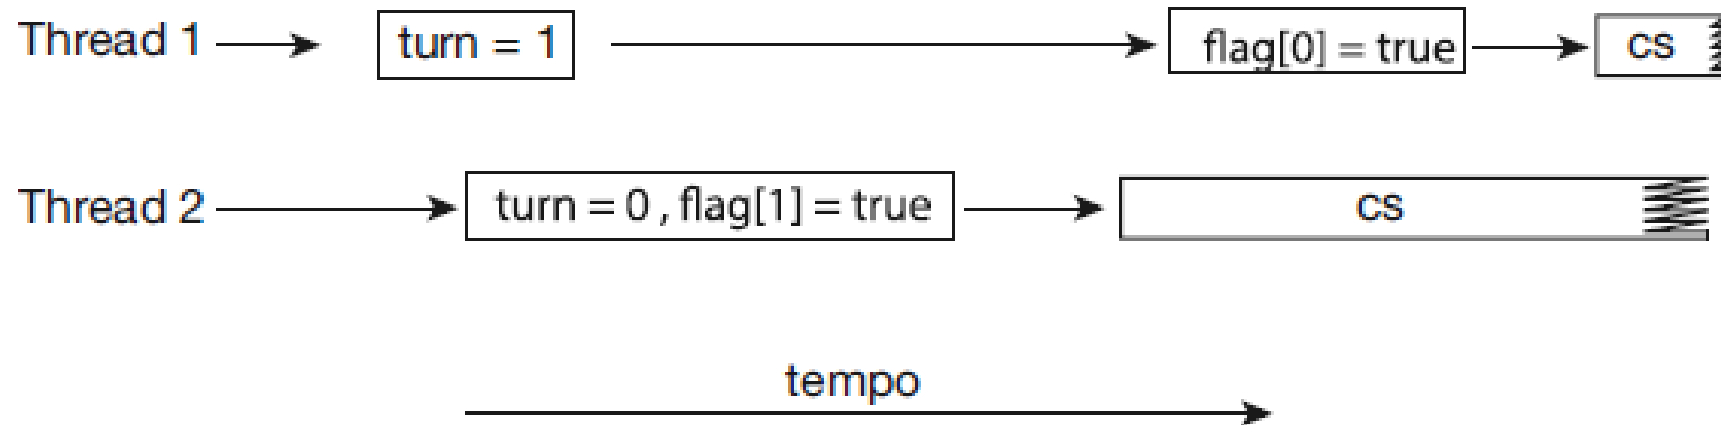 Thread 1 turn = 1 flag[0] = true cs
Thread 2 turn = 0 , flag[1] = true cs
tempo